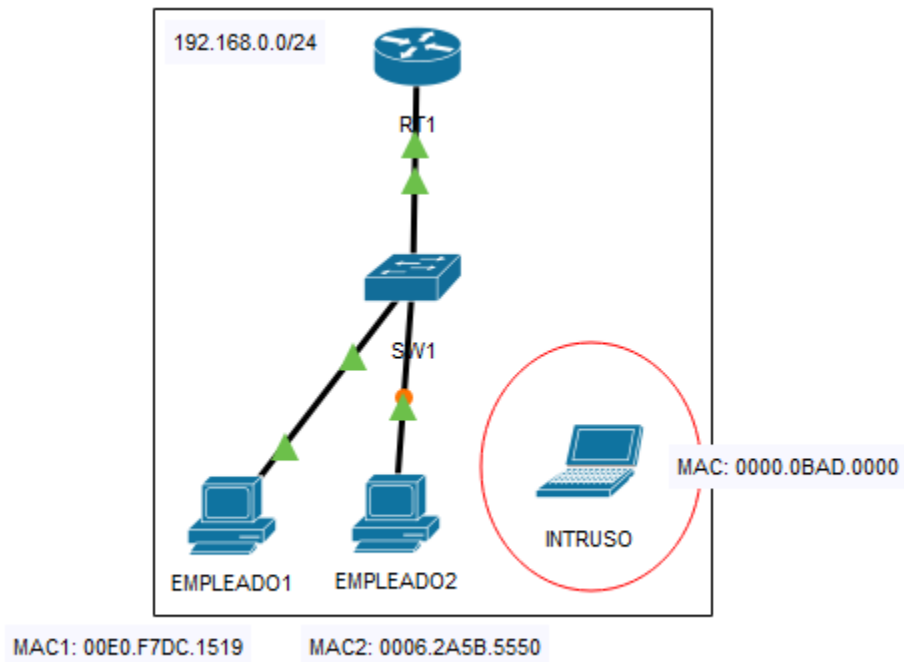 192.168.0.0/24
RT1
SW1
MAC: 0000.0BAD.0000
INTRUSO
EMPLEADO1
EMPLEADO2
MAC1: 00E0.F7DC.1519
MAC2: 0006.2A5B.5550